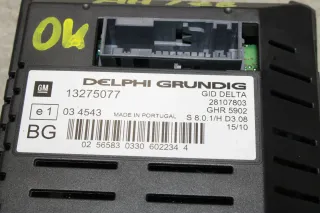 OK
GM
DELPHI GRUNDIG
13275077
GID DELTA
28107803
GHR 5902
e1
03 4543
MADE IN PORTUGAL
S 8.0.1/H D3.08
15/10
BG
02 56583 0330 602234 4